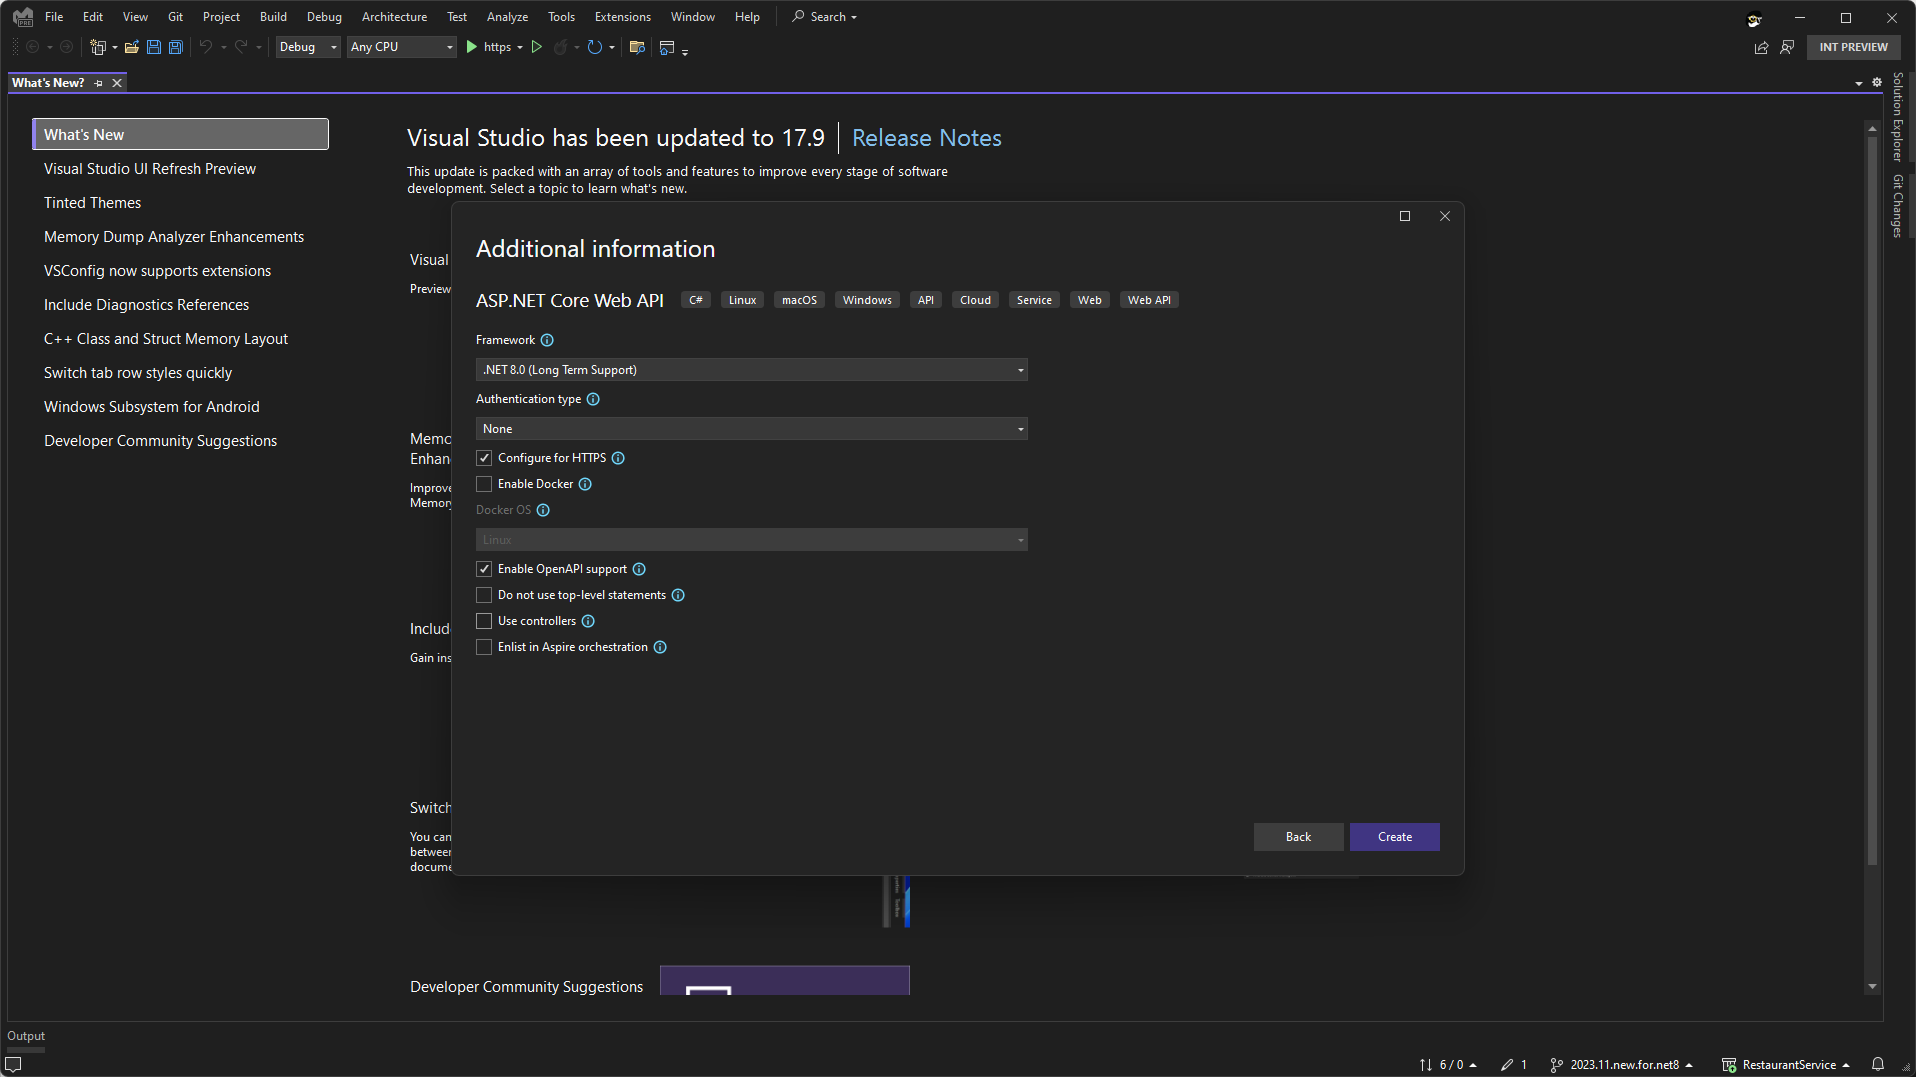 File Edit View Git Project Build Debug Architecture Test Analyze Tools Extensions Window Help Search
Debug Any CPU https INT PREVIEW
What's New?
Solution Explorer
Git Changes
What's New
Visual Studio UI Refresh Preview
Tinted Themes
Memory Dump Analyzer Enhancements
VSConfig now supports extensions
Include Diagnostics References
C++ Class and Struct Memory Layout
Switch tab row styles quickly
Windows Subsystem for Android
Developer Community Suggestions
Visual Studio has been updated to 17.9 Release Notes
This update is packed with an array of tools and features to improve every stage of software
development. Select a topic to learn what's new.
Visual
Preview
Memo
Enhan
Improve
Memory
Include
Gain ins
Switch
You can
between
docume
Additional information
ASP.NET Core Web API C# Linux macOS Windows API Cloud Service Web Web API
Framework
.NET 8.0 (Long Term Support)
Authentication type
None
Configure for HTTPS
Enable Docker
Docker OS
Linux
Enable OpenAPI support
Do not use top-level statements
Use controllers
Enlist in Aspire orchestration
Back Create
Developer Community Suggestions
Output
6 / 0 1 2023.11.new.for.net8 RestaurantService